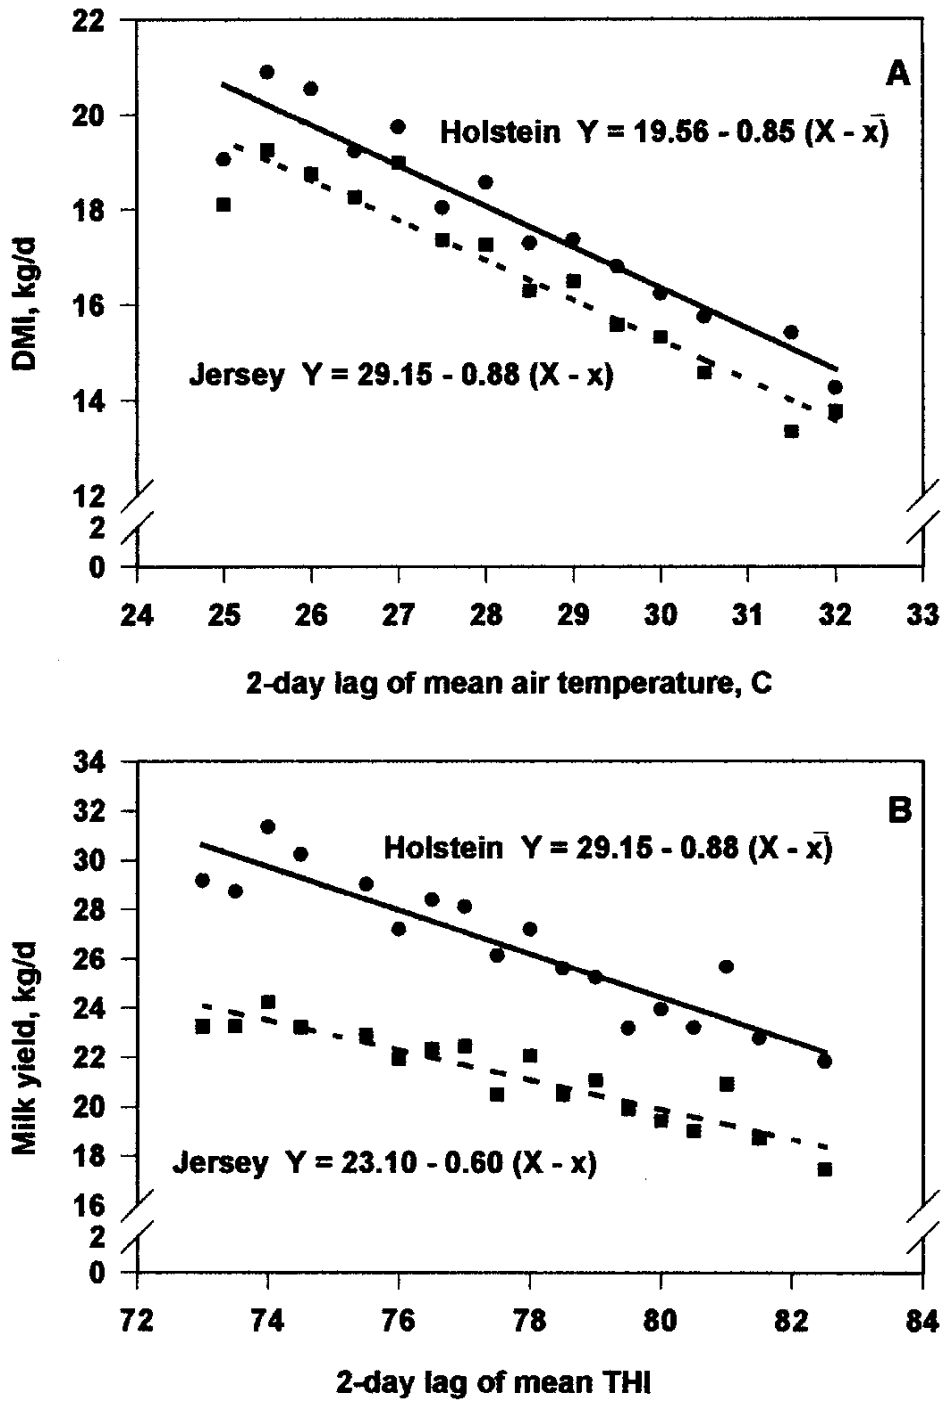 22
A
20
Holstein Y = 19.56 - 0.85 (X - x̄)
18
DMI, kg/d
16
Jersey Y = 29.15 - 0.88 (X - x)
14
12
2
0
24 25 26 27 28 29 30 31 32 33
2-day lag of mean air temperature, C
34
B
32
Holstein Y = 29.15 - 0.88 (X - x̄)
30
28
26
Milk yield, kg/d
24
22
20
Jersey Y = 23.10 - 0.60 (X - x)
18
16
2
0
72 74 76 78 80 82 84
2-day lag of mean THI